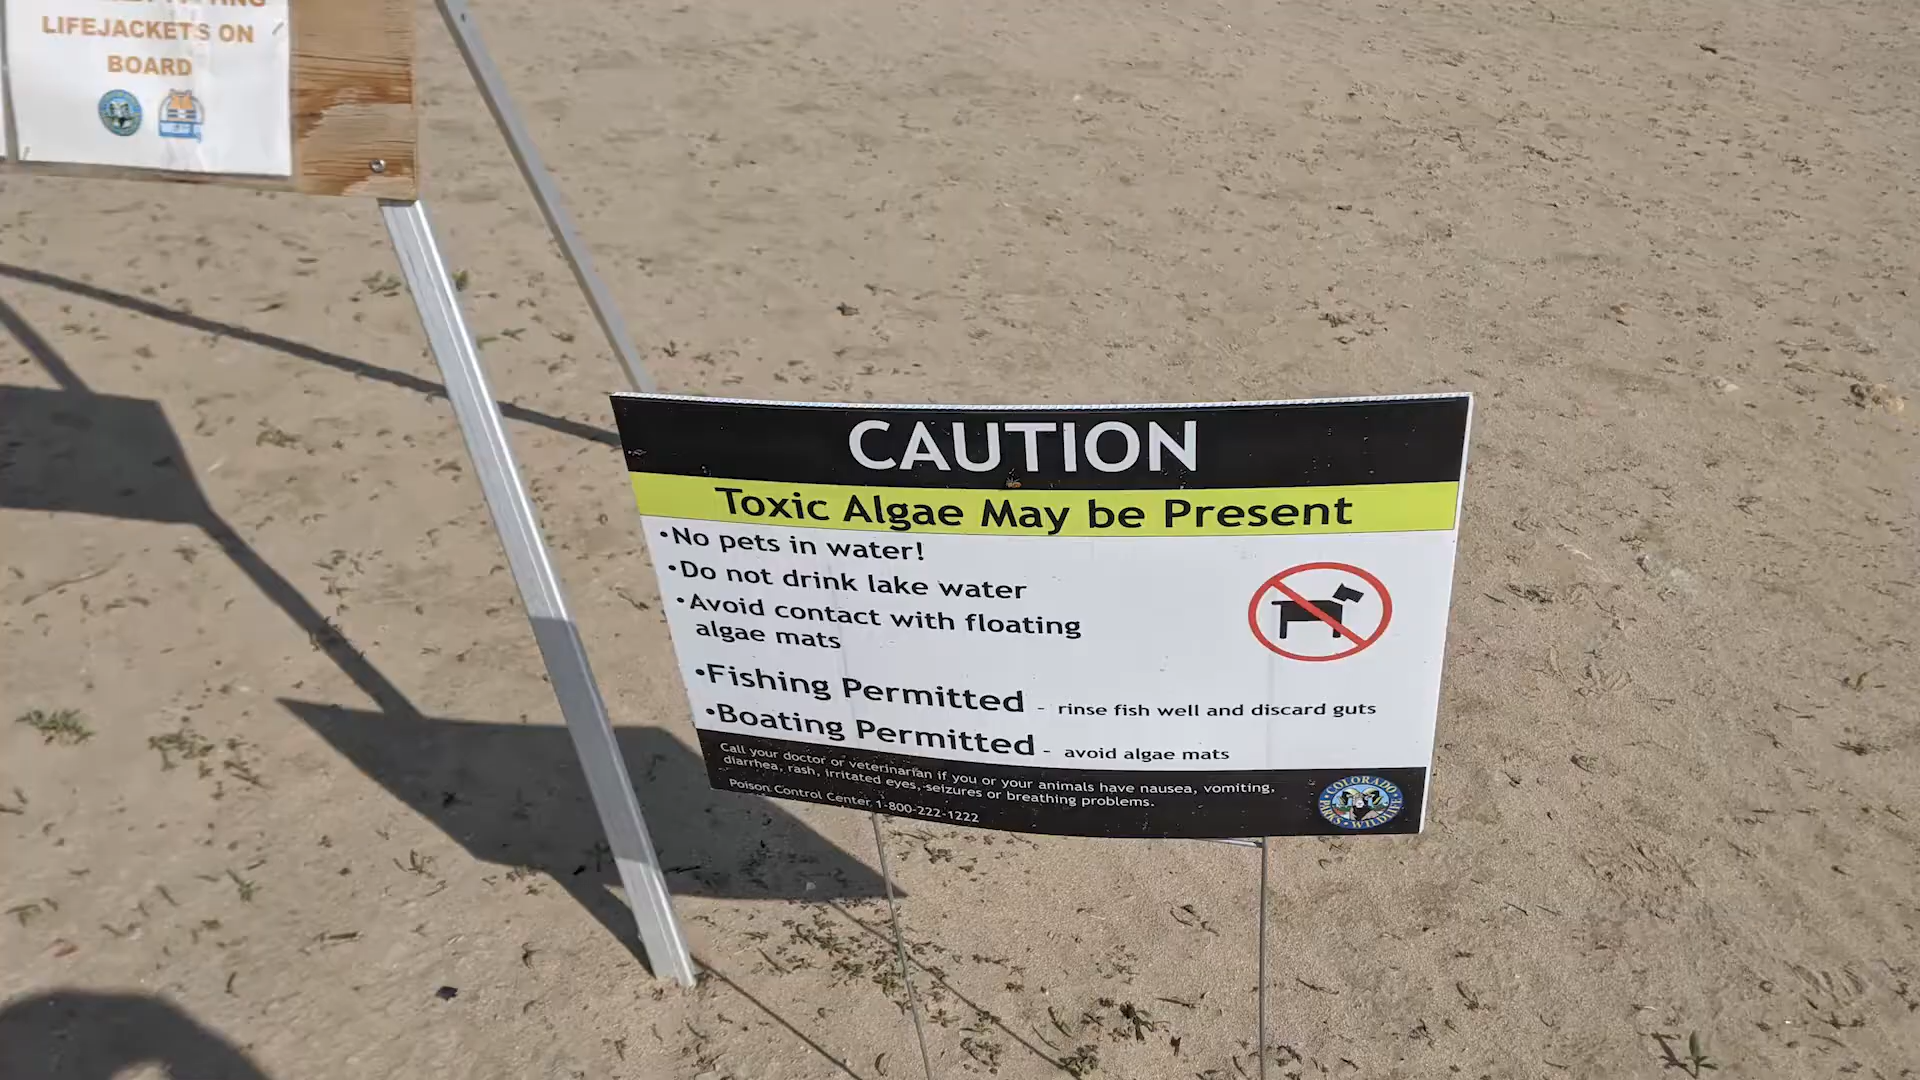 LIFEJACKETS ON
BOARD
CAUTION
Toxic Algae May be Present
•No pets in water!
•Do not drink lake water
•Avoid contact with floating
algae mats
•Fishing Permitted - rinse fish well and discard guts
•Boating Permitted - avoid algae mats
Call your doctor or veterinarian if you or your animals have nausea, vomiting,
diarrhea, rash, irritated eyes, seizures or breathing problems.
Poison Control Center 1-800-222-1222
COLORADO
PARKS • WILDLIFE